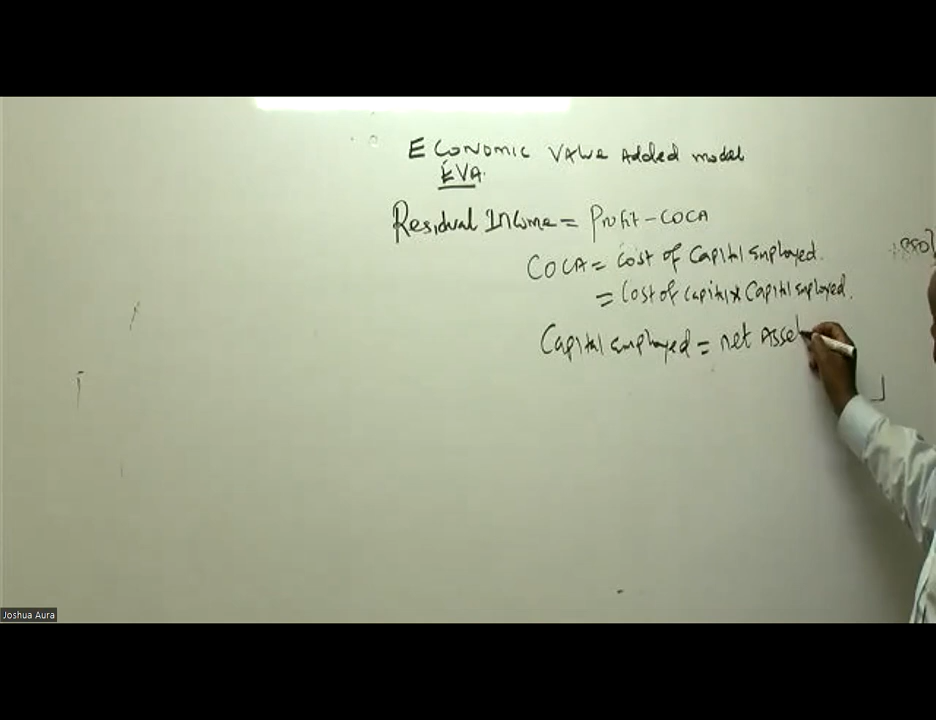 Economic Value Added model
EVA.
Residual Income = Profit - COCA
COCA = Cost of Capital Employed.
= Cost of capital x Capital employed.
Capital employed = net Asse
Joshua Aura